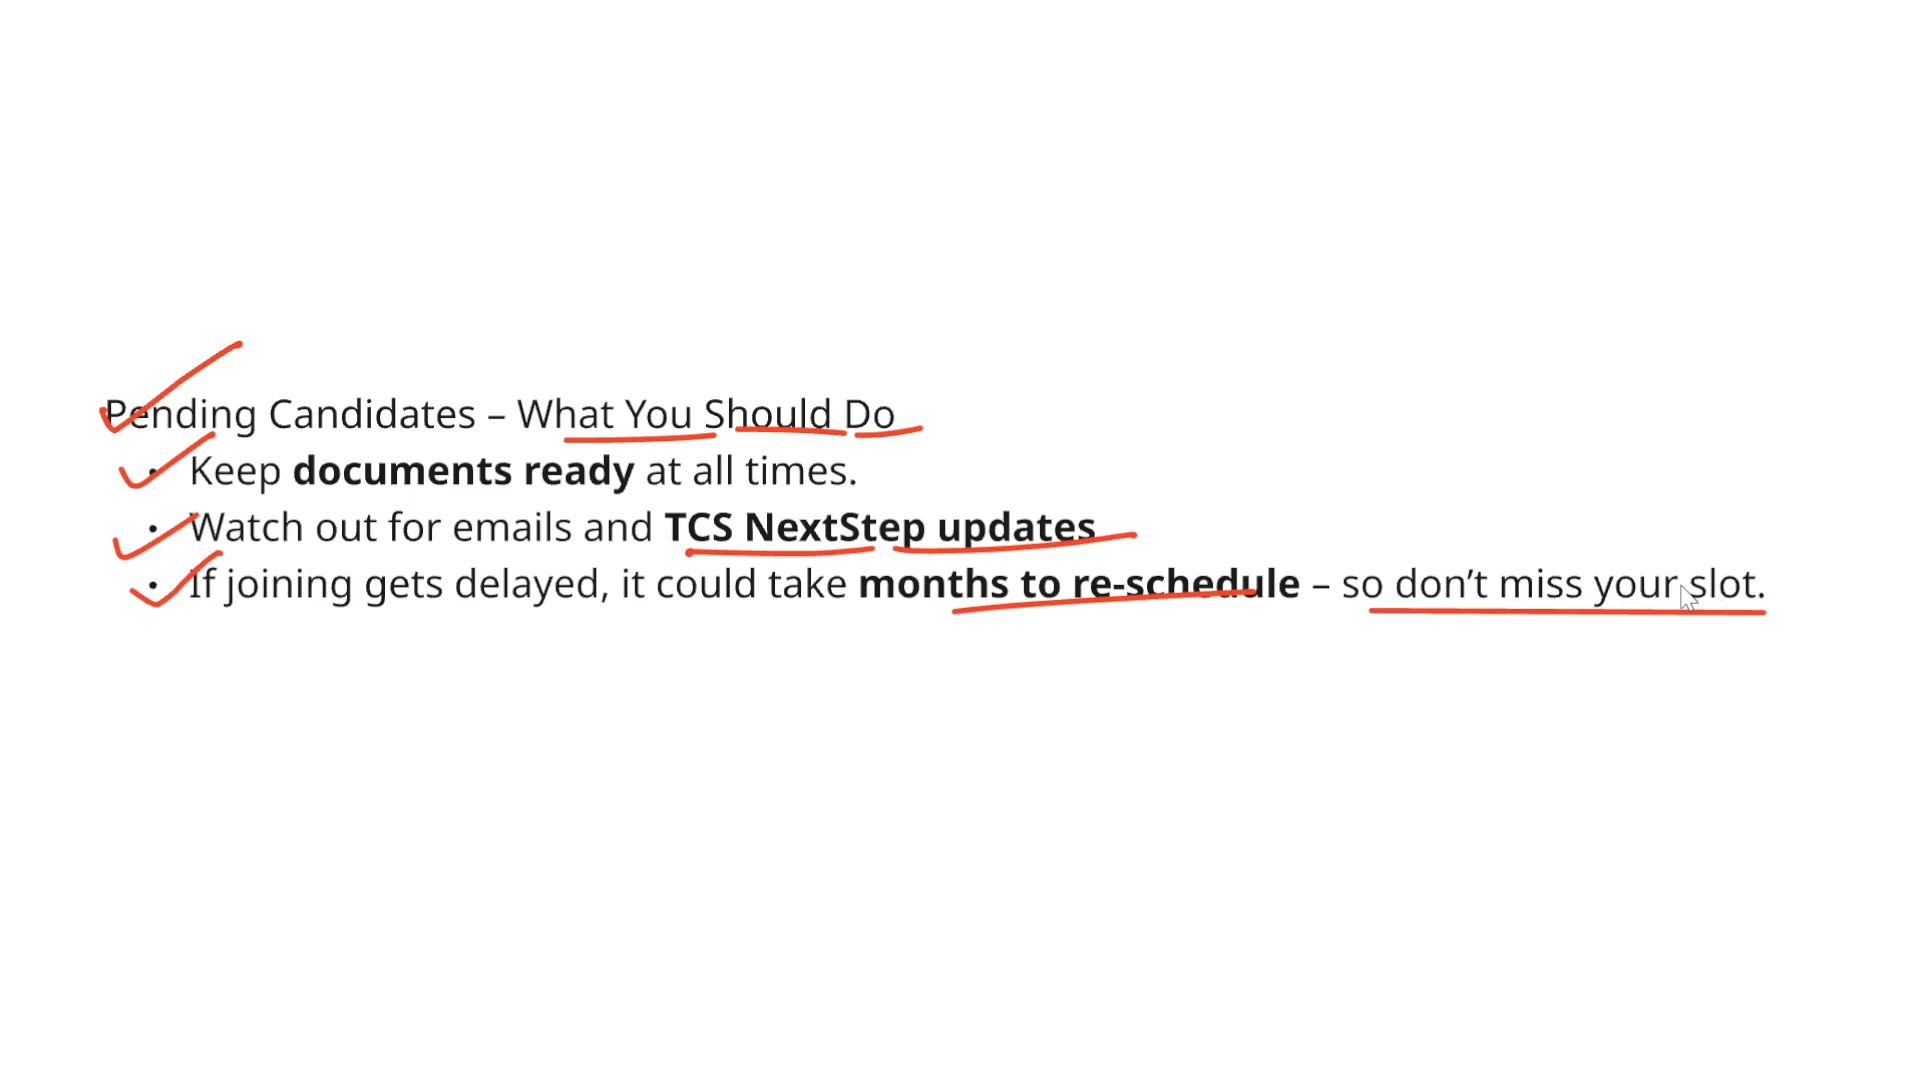 Pending Candidates – What You Should Do
• Keep documents ready at all times.
• Watch out for emails and TCS NextStep updates
• If joining gets delayed, it could take months to re-schedule – so don’t miss your slot.